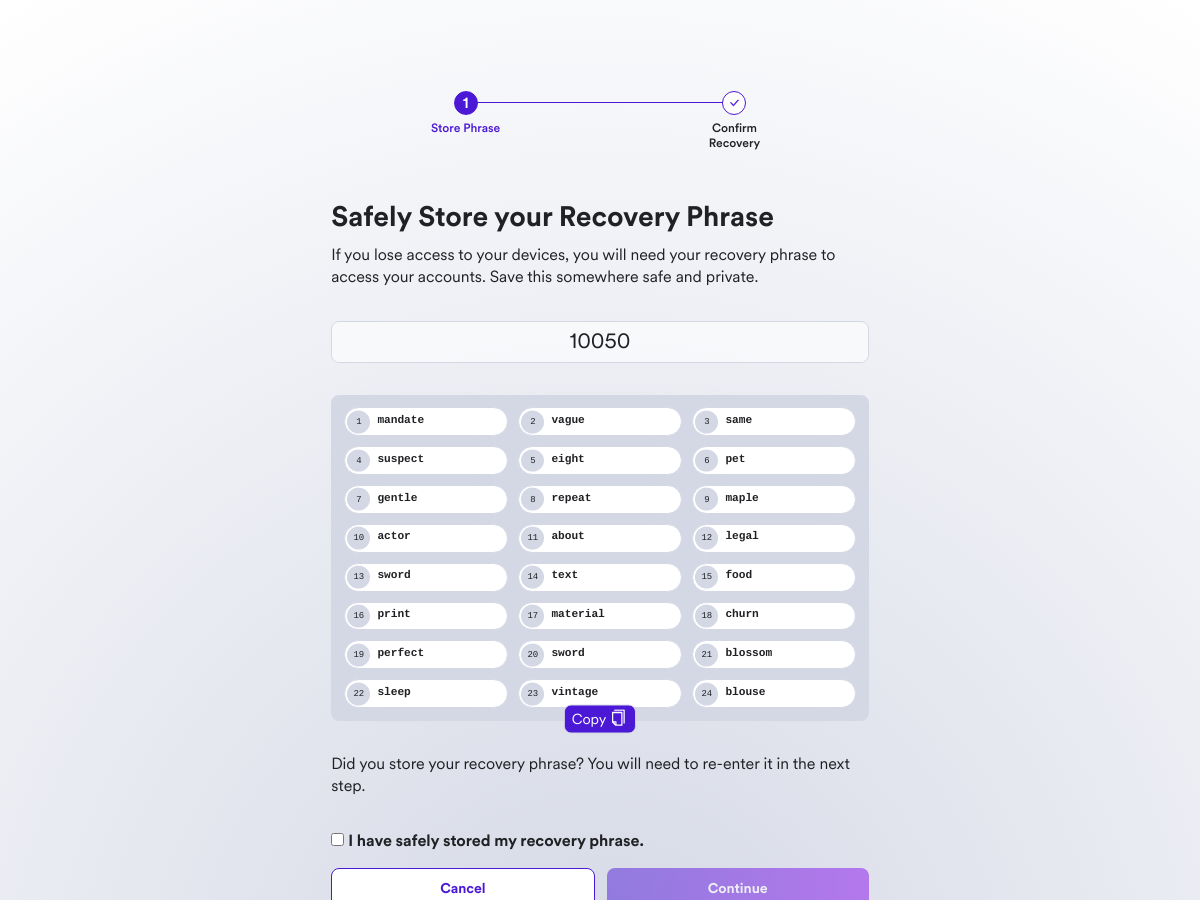 1
Store Phrase
Confirm
Recovery
Safely Store your Recovery Phrase
If you lose access to your devices, you will need your recovery phrase to
access your accounts. Save this somewhere safe and private.
10050
1 mandate 2 vague 3 same
4 suspect 5 eight 6 pet
7 gentle 8 repeat 9 maple
10 actor 11 about 12 legal
13 sword 14 text 15 food
16 print 17 material 18 churn
19 perfect 20 sword 21 blossom
22 sleep 23 vintage 24 blouse
Copy
Did you store your recovery phrase? You will need to re-enter it in the next
step.
I have safely stored my recovery phrase.
Cancel Continue